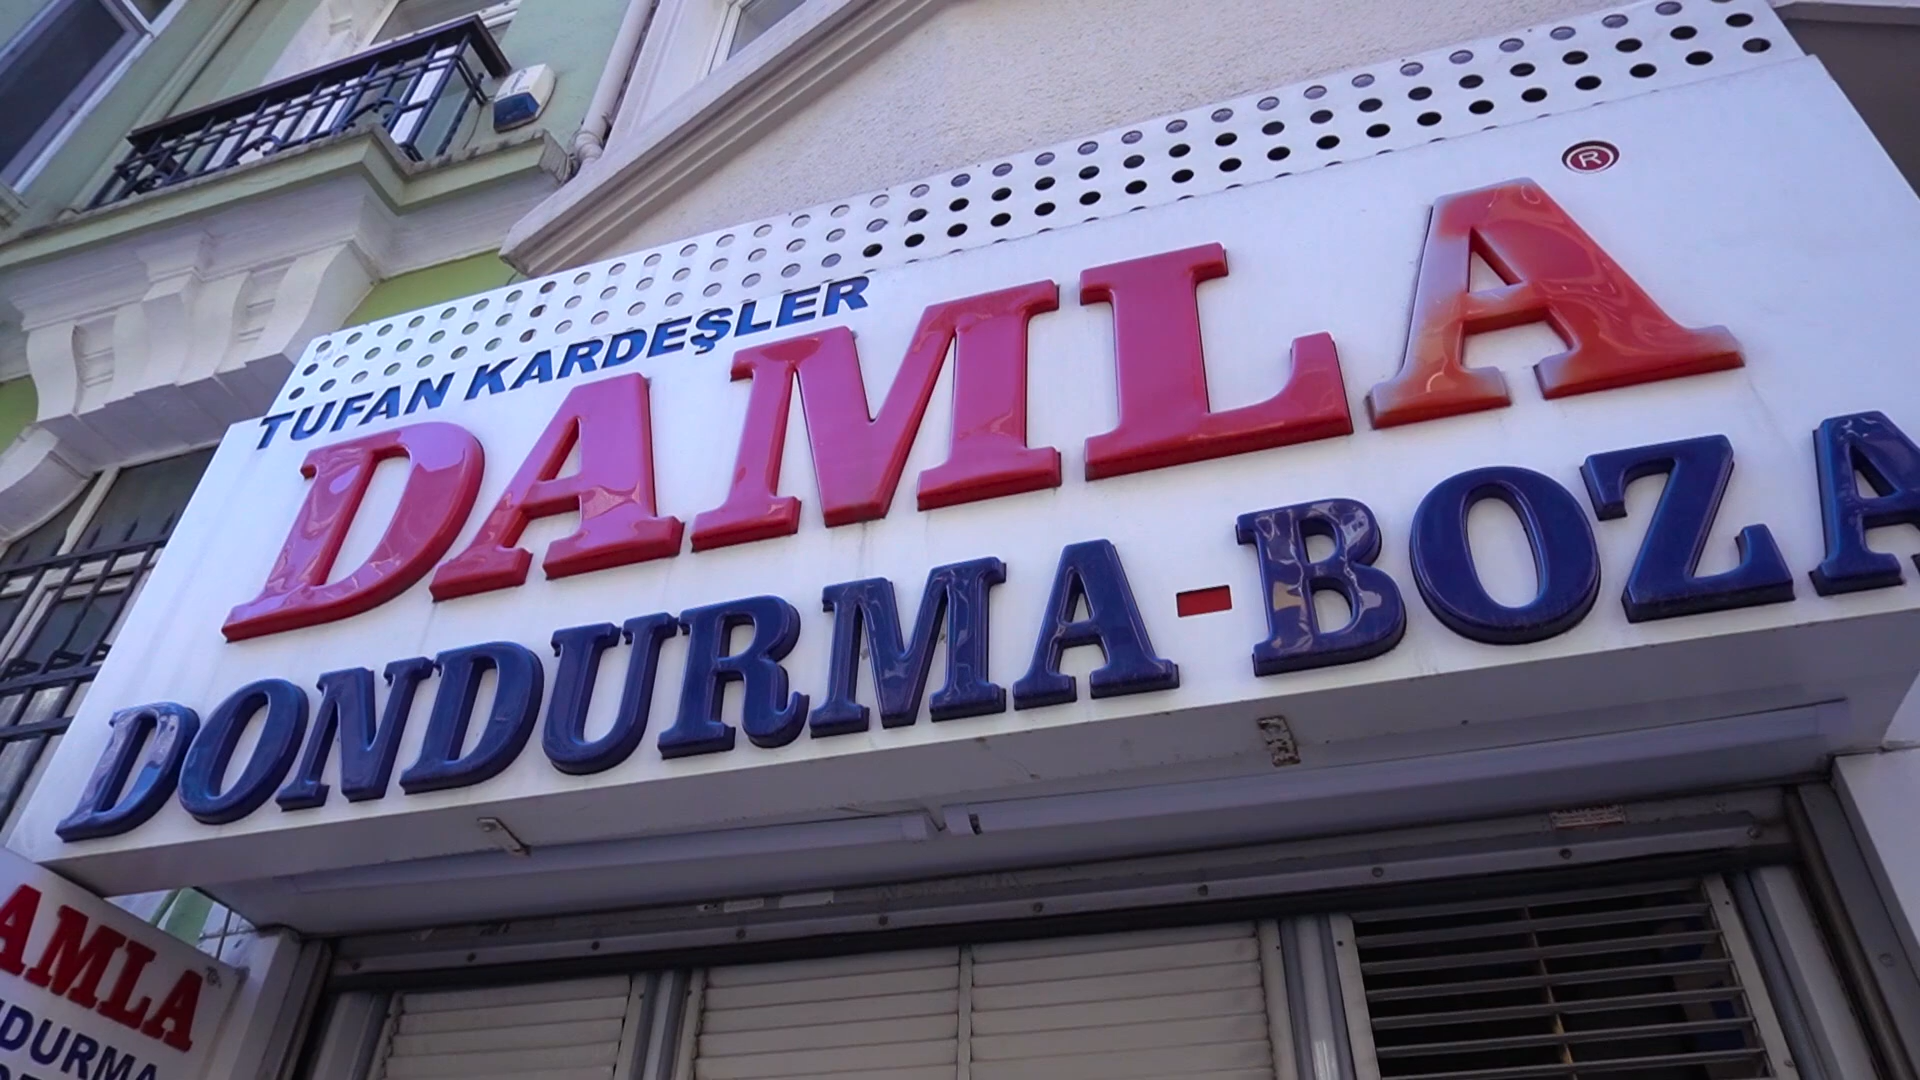 TUFAN KARDEŞLER
DAMLA ®
DONDURMA-BOZA
AMLA
DURMA